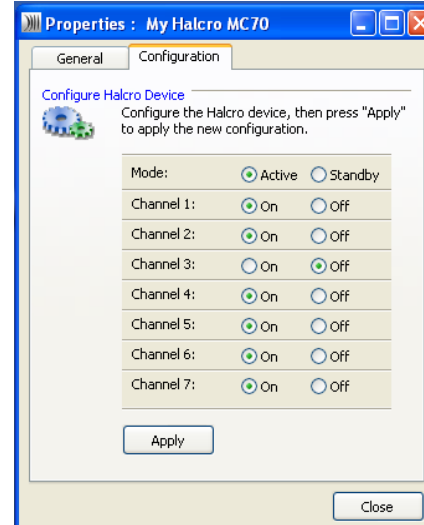 Properties : My Halcro MC70
General Configuration
Configure Halcro Device
Configure the Halcro device, then press "Apply"
to apply the new configuration.
Mode: Active Standby
Channel 1: On Off
Channel 2: On Off
Channel 3: On Off
Channel 4: On Off
Channel 5: On Off
Channel 6: On Off
Channel 7: On Off
Apply
Close